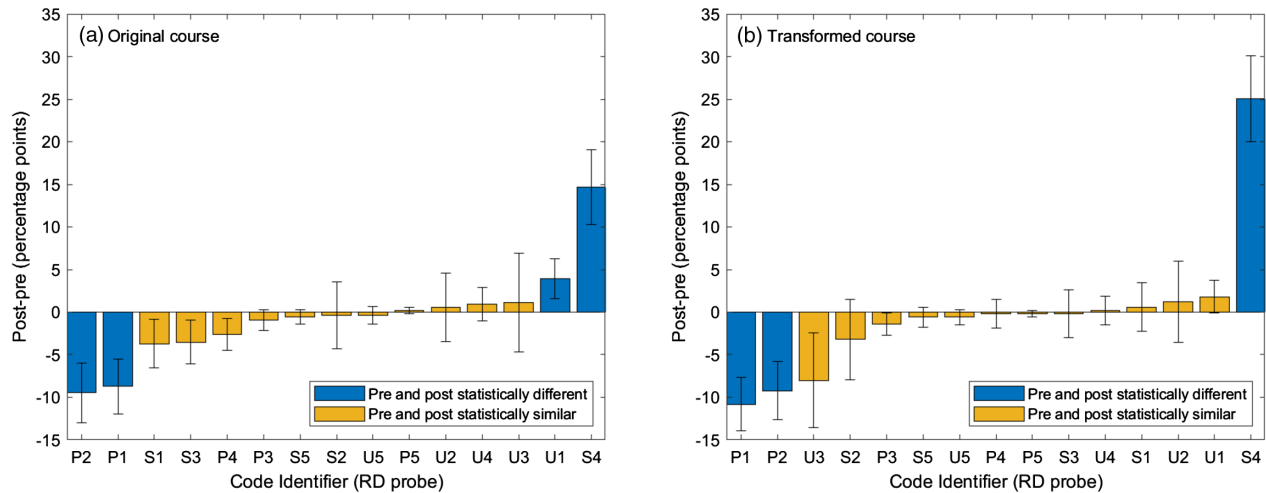 (a) Original course
35
30
25
20
15
10
5
0
-5
-10
-15
Post-pre (percentage points)
Pre and post statistically different
Pre and post statistically similar
P2 P1 S1 S3 P4 P3 S5 S2 U5 P5 U2 U4 U3 U1 S4
Code Identifier (RD probe)
(b) Transformed course
35
30
25
20
15
10
5
0
-5
-10
-15
Post-pre (percentage points)
Pre and post statistically different
Pre and post statistically similar
P1 P2 U3 S2 P3 S5 U5 P4 P5 S3 U4 S1 U2 U1 S4
Code Identifier (RD probe)